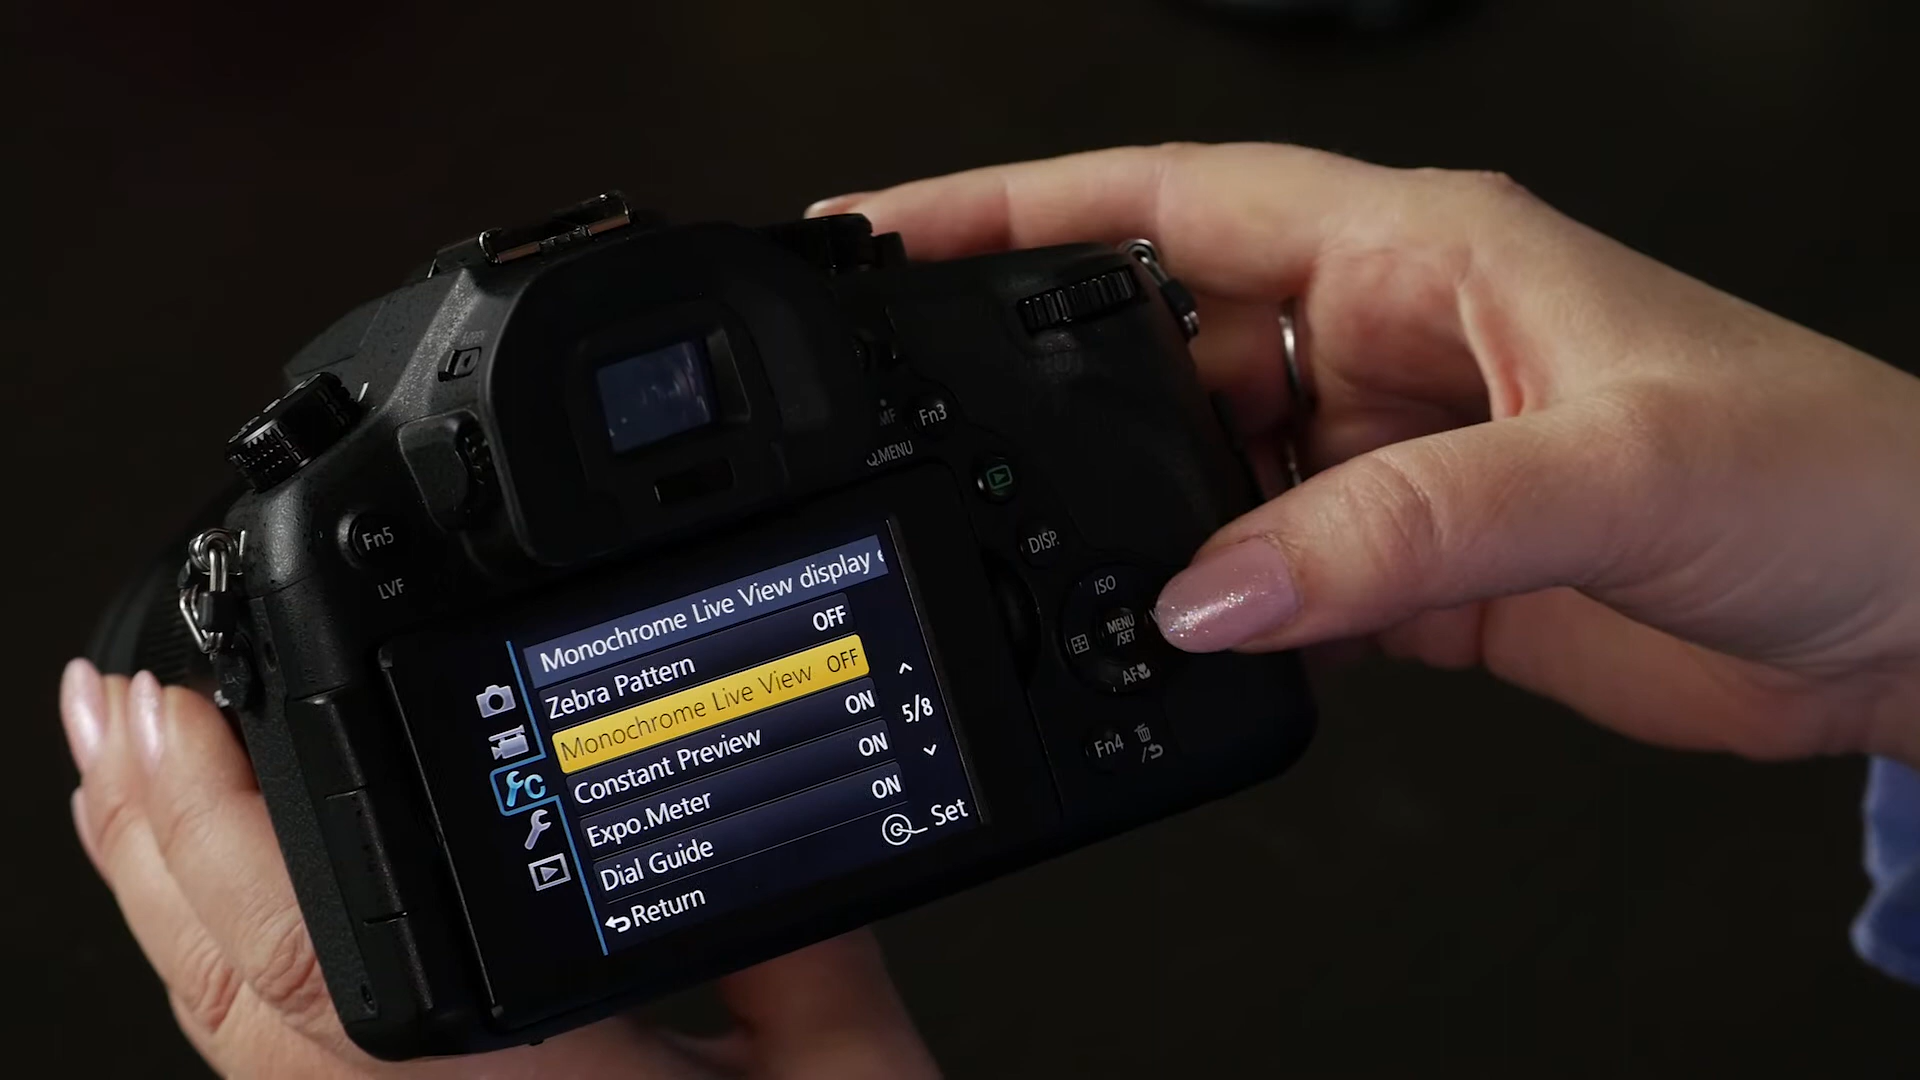 Fn3
Q.MENU
Fn5
LVF
DISP.
ISO
MENU
/SET
AF
Fn4
Monochrome Live View display
Zebra Pattern OFF
Monochrome Live View OFF
Constant Preview ON
Expo.Meter ON
Dial Guide ON
Return
5/8
Set